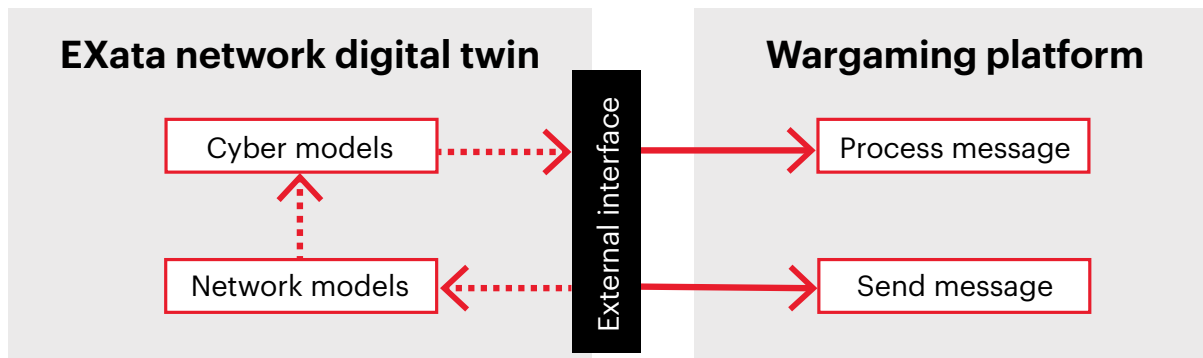 EXata network digital twin
Wargaming platform
Cyber models
External interface
Process message
Network models
Send message